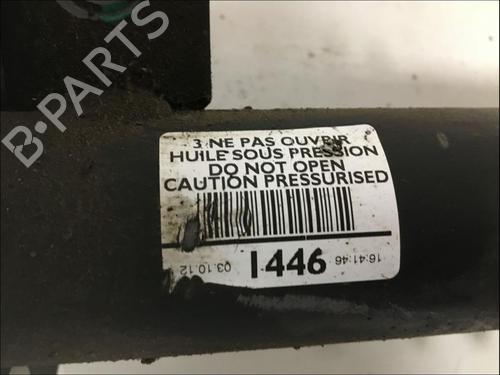 B-PARTS
3 NE PAS OUVRIR
HUILE SOUS PRESSION
DO NOT OPEN
CAUTION PRESSURISED
03.10.12 1446 16:41:46